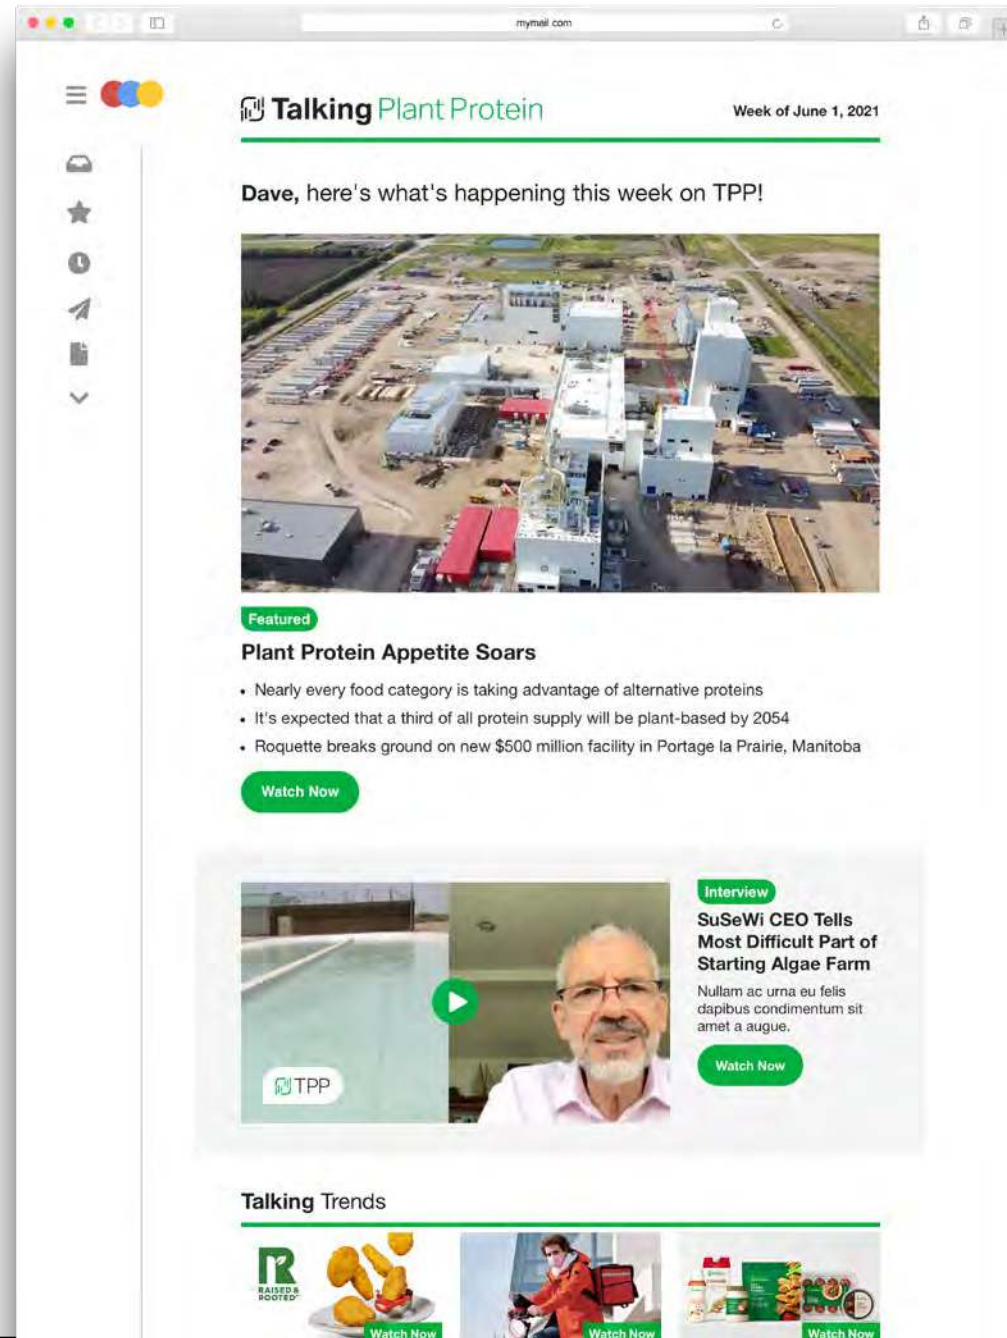 mymail.com
Talking Plant Protein
Week of June 1, 2021
Dave, here's what's happening this week on TPP!
Featured
Plant Protein Appetite Soars
• Nearly every food category is taking advantage of alternative proteins
• It's expected that a third of all protein supply will be plant-based by 2054
• Roquette breaks ground on new $500 million facility in Portage la Prairie, Manitoba
Watch Now
TPP
Interview
SuSeWi CEO Tells
Most Difficult Part of
Starting Algae Farm
Nullam ac urna eu felis
dapibus condimentum sit
amet a augue.
Watch Now
Talking Trends
R
RAISED &
ROOTED™
Watch Now
Watch Now
Watch Now